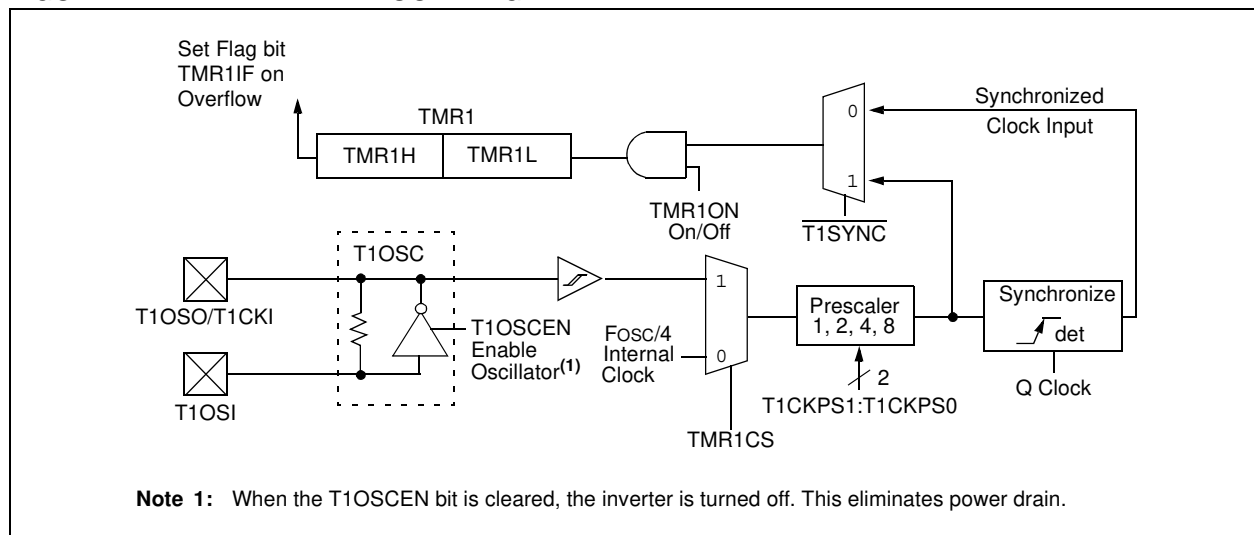 Set Flag bit
TMR1IF on
Overflow
TMR1
TMR1H
TMR1L
0
1
Synchronized
Clock Input
TMR1ON
On/Off
T1SYNC
T1OSC
T1OSO/T1CKI
T1OSI
T1OSCEN
Enable
Oscillator(1)
FOSC/4
Internal
Clock
1
0
TMR1CS
Prescaler
1, 2, 4, 8
2
T1CKPS1:T1CKPS0
Synchronize
det
Q Clock
Note 1: When the T1OSCEN bit is cleared, the inverter is turned off. This eliminates power drain.